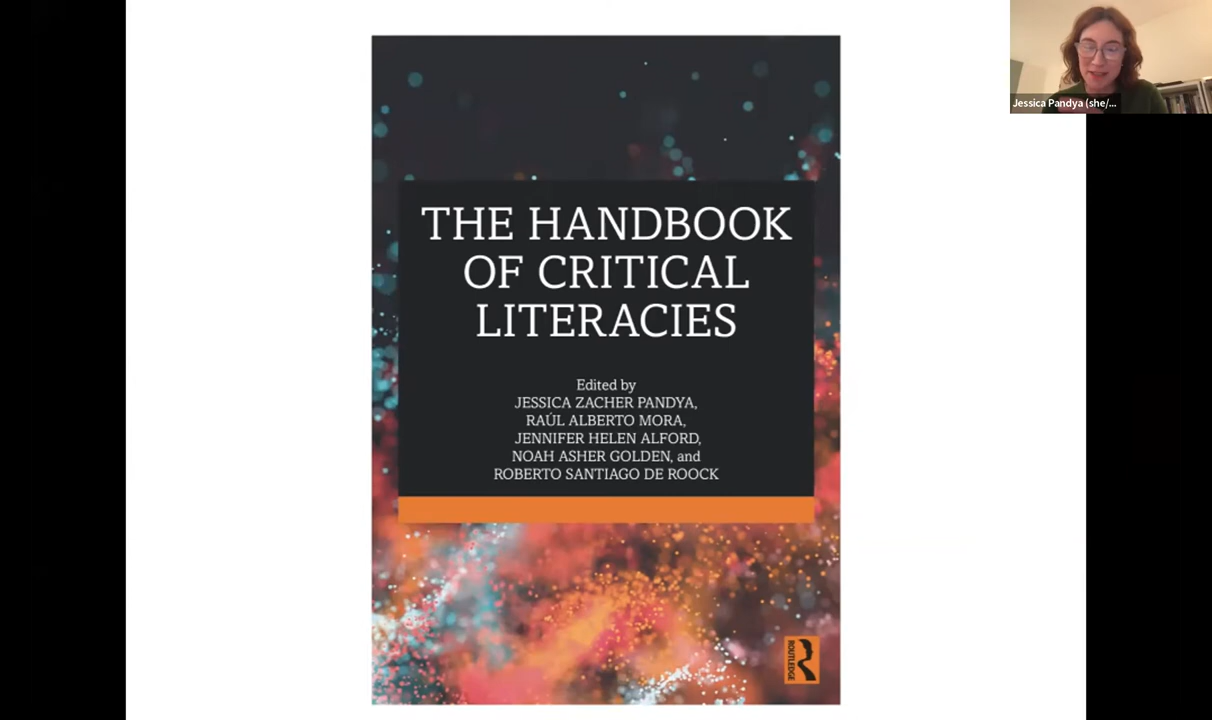 Jessica Pandya (she/...
THE HANDBOOK
OF CRITICAL
LITERACIES
Edited by
JESSICA ZACHER PANDYA,
RAÚL ALBERTO MORA,
JENNIFER HELEN ALFORD,
NOAH ASHER GOLDEN, and
ROBERTO SANTIAGO DE ROOCK
ROUTLEDGE